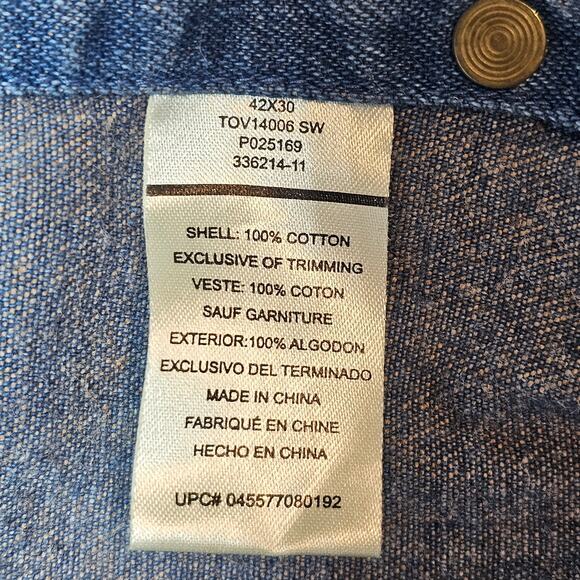 42X30
TOV14006 SW
P025169
336214-11
SHELL: 100% COTTON
EXCLUSIVE OF TRIMMING
VESTE: 100% COTON
SAUF GARNITURE
EXTERIOR:100% ALGODON
EXCLUSIVO DEL TERMINADO
MADE IN CHINA
FABRIQUÉ EN CHINE
HECHO EN CHINA
UPC# 045577080192